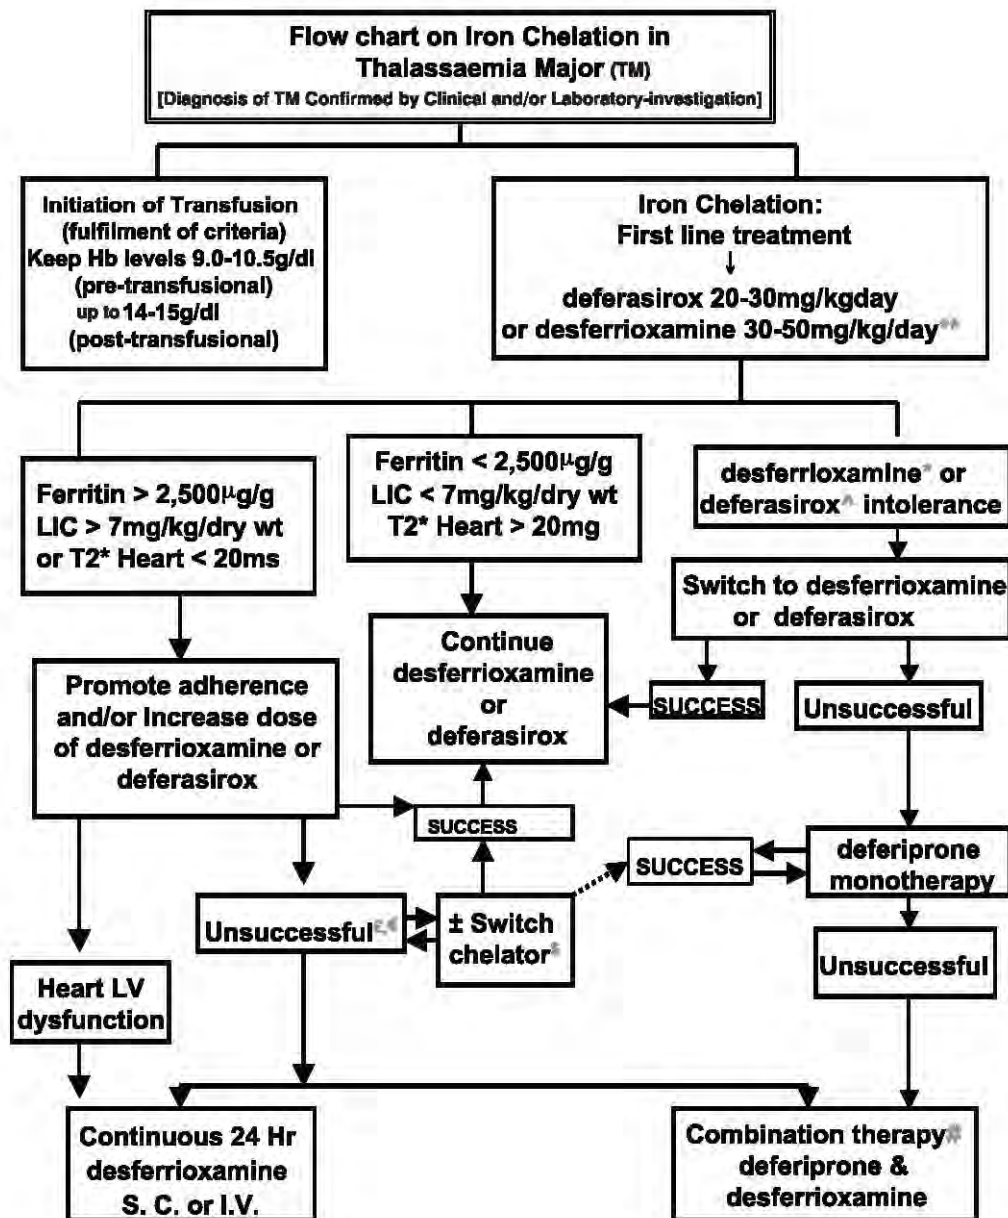 Flow chart on Iron Chelation in
Thalassaemia Major (TM)
[Diagnosis of TM Confirmed by Clinical and/or Laboratory-investigation]
Initiation of Transfusion
(fulfilment of criteria)
Keep Hb levels 9.0-10.5g/dl
(pre-transfusional)
up to 14-15g/dl
(post-transfusional)
Iron Chelation:
First line treatment
↓
deferasirox 20-30mg/kgday
or desferrioxamine 30-50mg/kg/day**
Ferritin > 2,500µg/g
LIC > 7mg/kg/dry wt
or T2* Heart < 20ms
Ferritin < 2,500µg/g
LIC < 7mg/kg/dry wt
T2* Heart > 20mg
desferrioxamine* or
deferasirox^ intolerance
Switch to desferrioxamine
or deferasirox
Promote adherence
and/or Increase dose
of desferrioxamine or
deferasirox
Continue
desferrioxamine
or
deferasirox
SUCCESS
Unsuccessful
SUCCESS
SUCCESS
deferiprone
monotherapy
Unsuccessful
± Switch
chelator
Unsuccessful
Heart LV
dysfunction
Continuous 24 Hr
desferrioxamine
S. C. or I.V.
Combination therapy#
deferiprone &
desferrioxamine